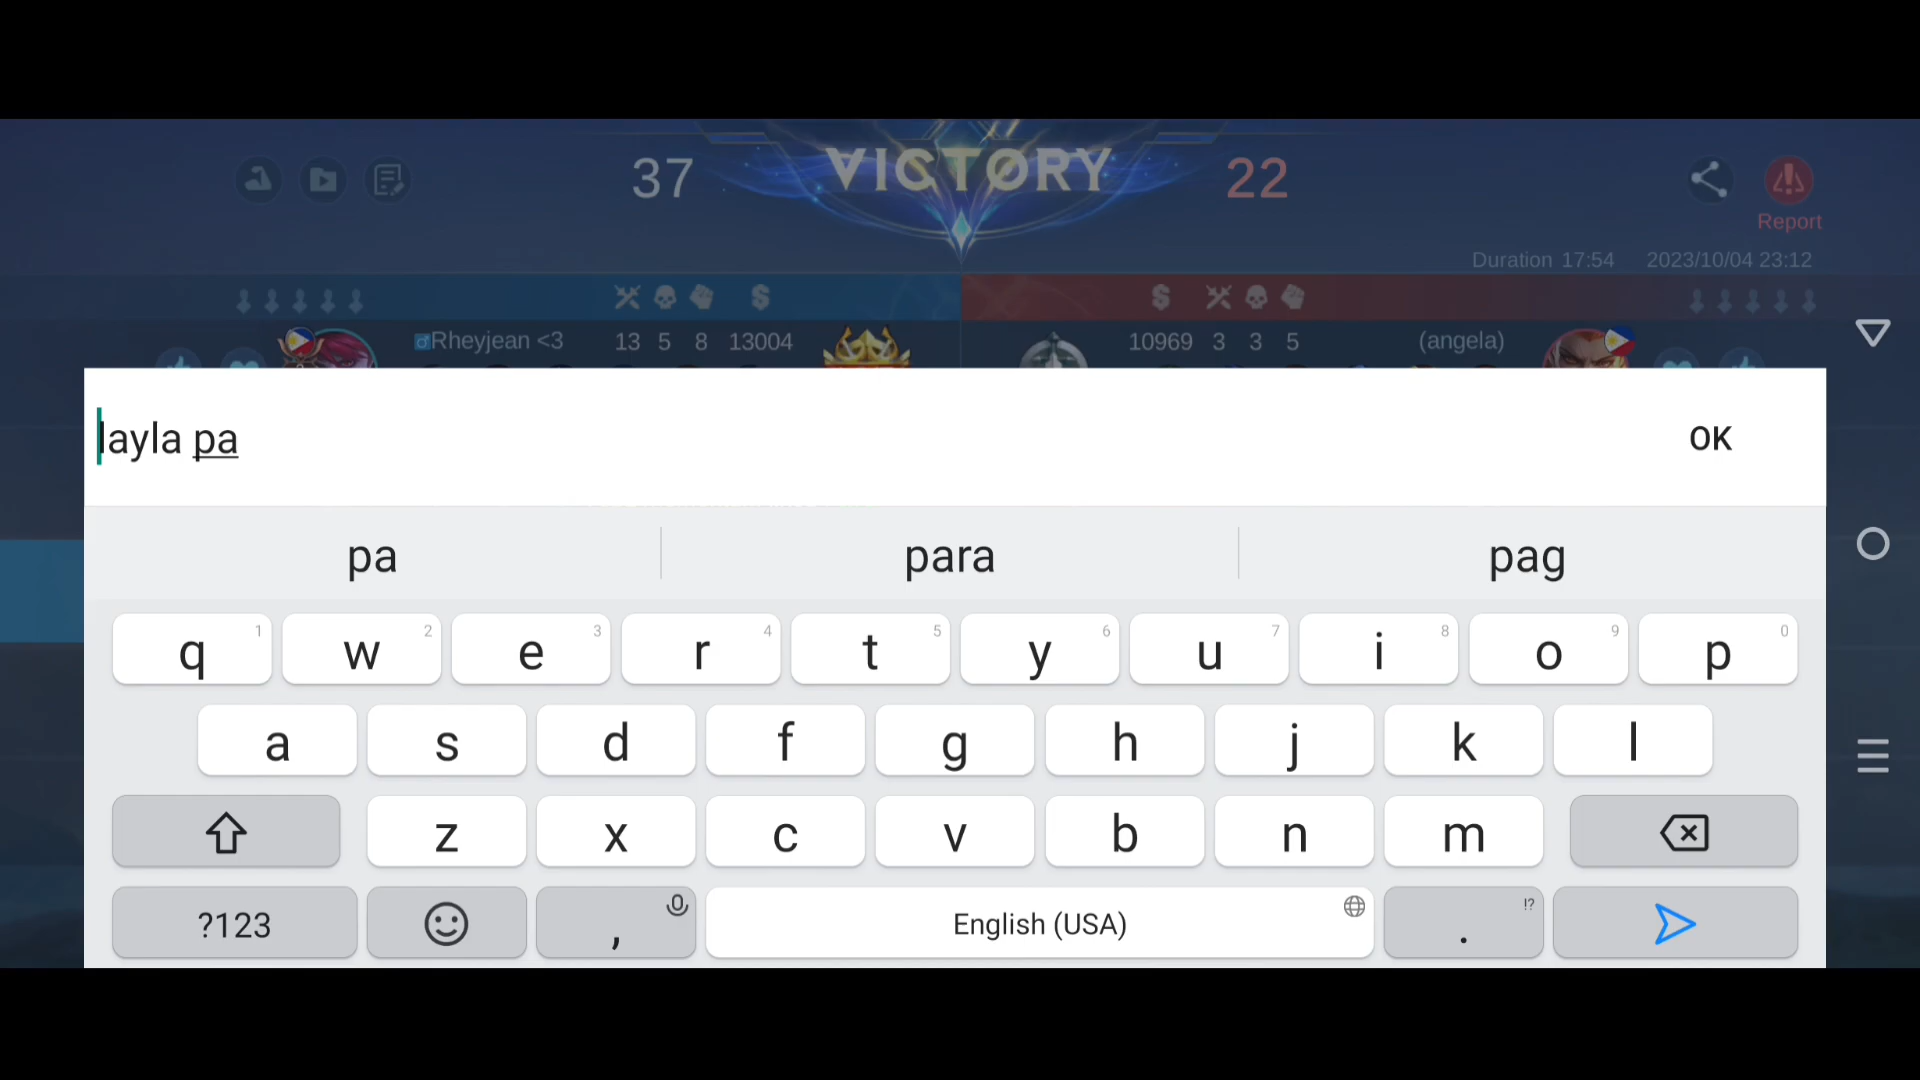 37 VICTORY 22
Report
Duration 17:54 2023/10/04 23:12
Rheyjean <3 13 5 8 13004 10969 3 3 5 (angela)
layla pa OK
pa para pag
q 1 w 2 e 3 r 4 t 5 y 6 u 7 i 8 o 9 p 0
a s d f g h j k l
z x c v b n m
?123 , English (USA) . !?